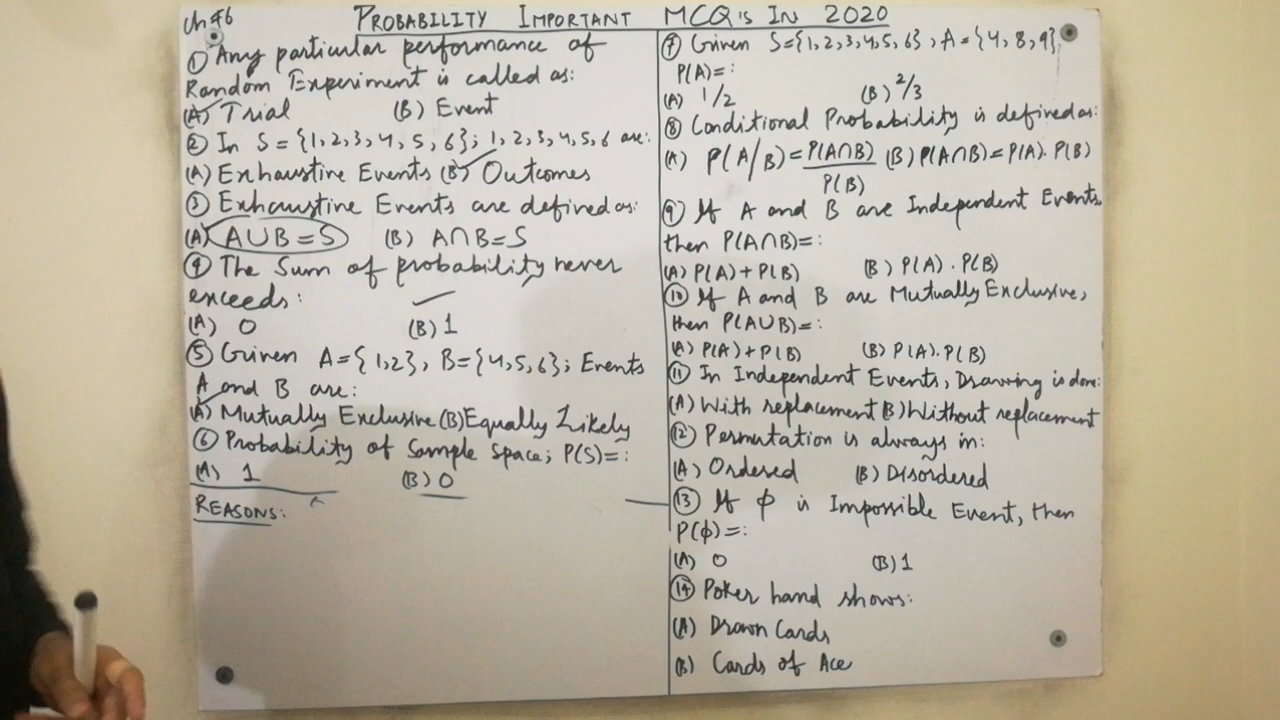 Ch #6
PROBABILITY IMPORTANT MCQ's IN 2020
① Any particular performance of
Random Experiment is called as:
(A) Trial (B) Event
② In S = {1,2,3,4,5,6}; 1,2,3,4,5,6 are:
(A) Exhaustive Events (B) Outcomes
③ Exhaustive Events are defined as:
(A) A∪B=S (B) A∩B=S
④ The Sum of probability never
exceeds:
(A) 0 (B) 1
⑤ Given A={1,2}, B={4,5,6}; Events
A and B are:
(A) Mutually Exclusive (B) Equally Likely
⑥ Probability of Sample Space; P(S)=:
(A) 1 (B) 0
REASONS:
⑦ Given S={1,2,3,4,5,6}, A={4,8,9}
P(A)=:
(A) 1/2 (B) 2/3
⑧ Conditional Probability is defined as:
(A) P(A/B)=P(A∩B) (B) P(A∩B)=P(A).P(B)
P(B)
⑨ If A and B are Independent Events,
then P(A∩B)=:
(A) P(A)+P(B) (B) P(A).P(B)
⑩ If A and B are Mutually Exclusive,
then P(A∪B)=:
(A) P(A)+P(B) (B) P(A).P(B)
⑪ In Independent Events, Drawing is done:
(A) With replacement B) Without replacement
⑫ Permutation is always in:
(A) Ordered (B) Disordered
⑬ If ϕ is Impossible Event, then
P(ϕ)=:
(A) 0 (B) 1
⑭ Poker hand shows:
(A) Drawn Cards
(B) Cards of Ace